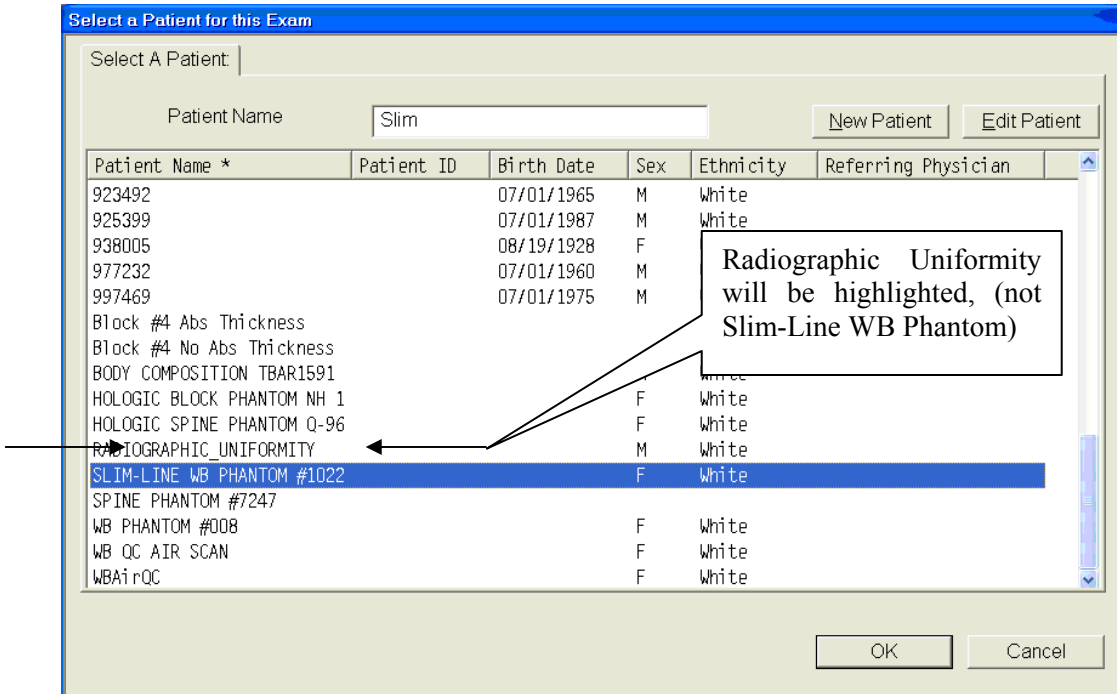 Select a Patient for this Exam
Select A Patient:
Patient Name Slim New Patient Edit Patient
Patient Name * Patient ID Birth Date Sex Ethnicity Referring Physician
923492 07/01/1965 M White
925399 07/01/1987 M White
938005 08/19/1928 F
977232 07/01/1960 M
997469 07/01/1975 M
Radiographic Uniformity
will be highlighted, (not
Slim-Line WB Phantom)
Block #4 Abs Thickness
Block #4 No Abs Thickness
BODY COMPOSITION TBAR1591
HOLOGIC BLOCK PHANTOM NH 1 F White
HOLOGIC SPINE PHANTOM Q-96 F White
RADIOGRAPHIC_UNIFORMITY M White
SLIM-LINE WB PHANTOM #1022 F White
SPINE PHANTOM #7247
WB PHANTOM #008 F White
WB QC AIR SCAN F White
WBAirQC F White
OK Cancel